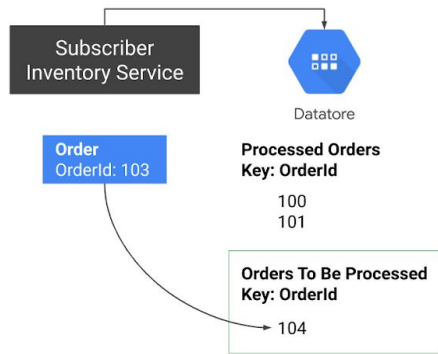 Subscriber
Inventory Service
Datatore
Order
OrderId: 103
Processed Orders
Key: OrderId
100
101
Orders To Be Processed
Key: OrderId
104